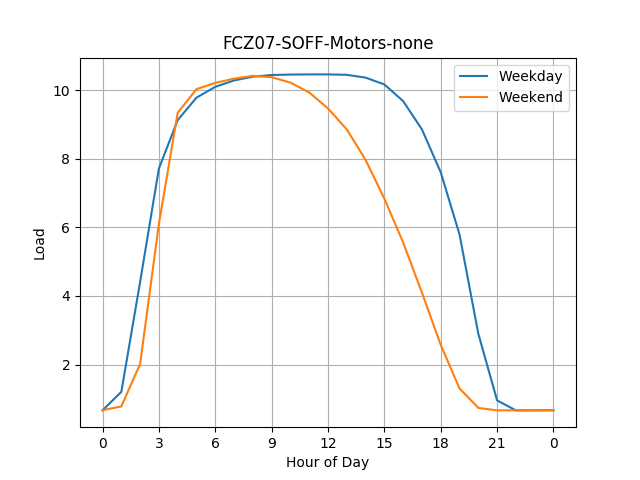 FCZ07-SOFF-Motors-none
Weekday
Weekend
10
8
6
4
2
Load
0 3 6 9 12 15 18 21 0
Hour of Day